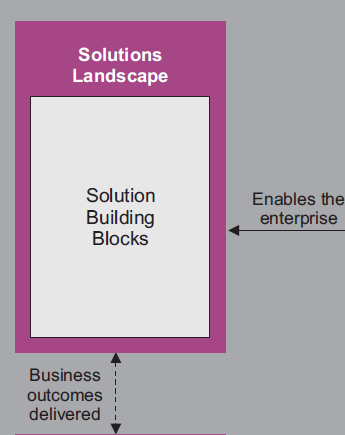 Solutions
Landscape
Solution
Building
Blocks
Enables the
enterprise
Business
outcomes
delivered